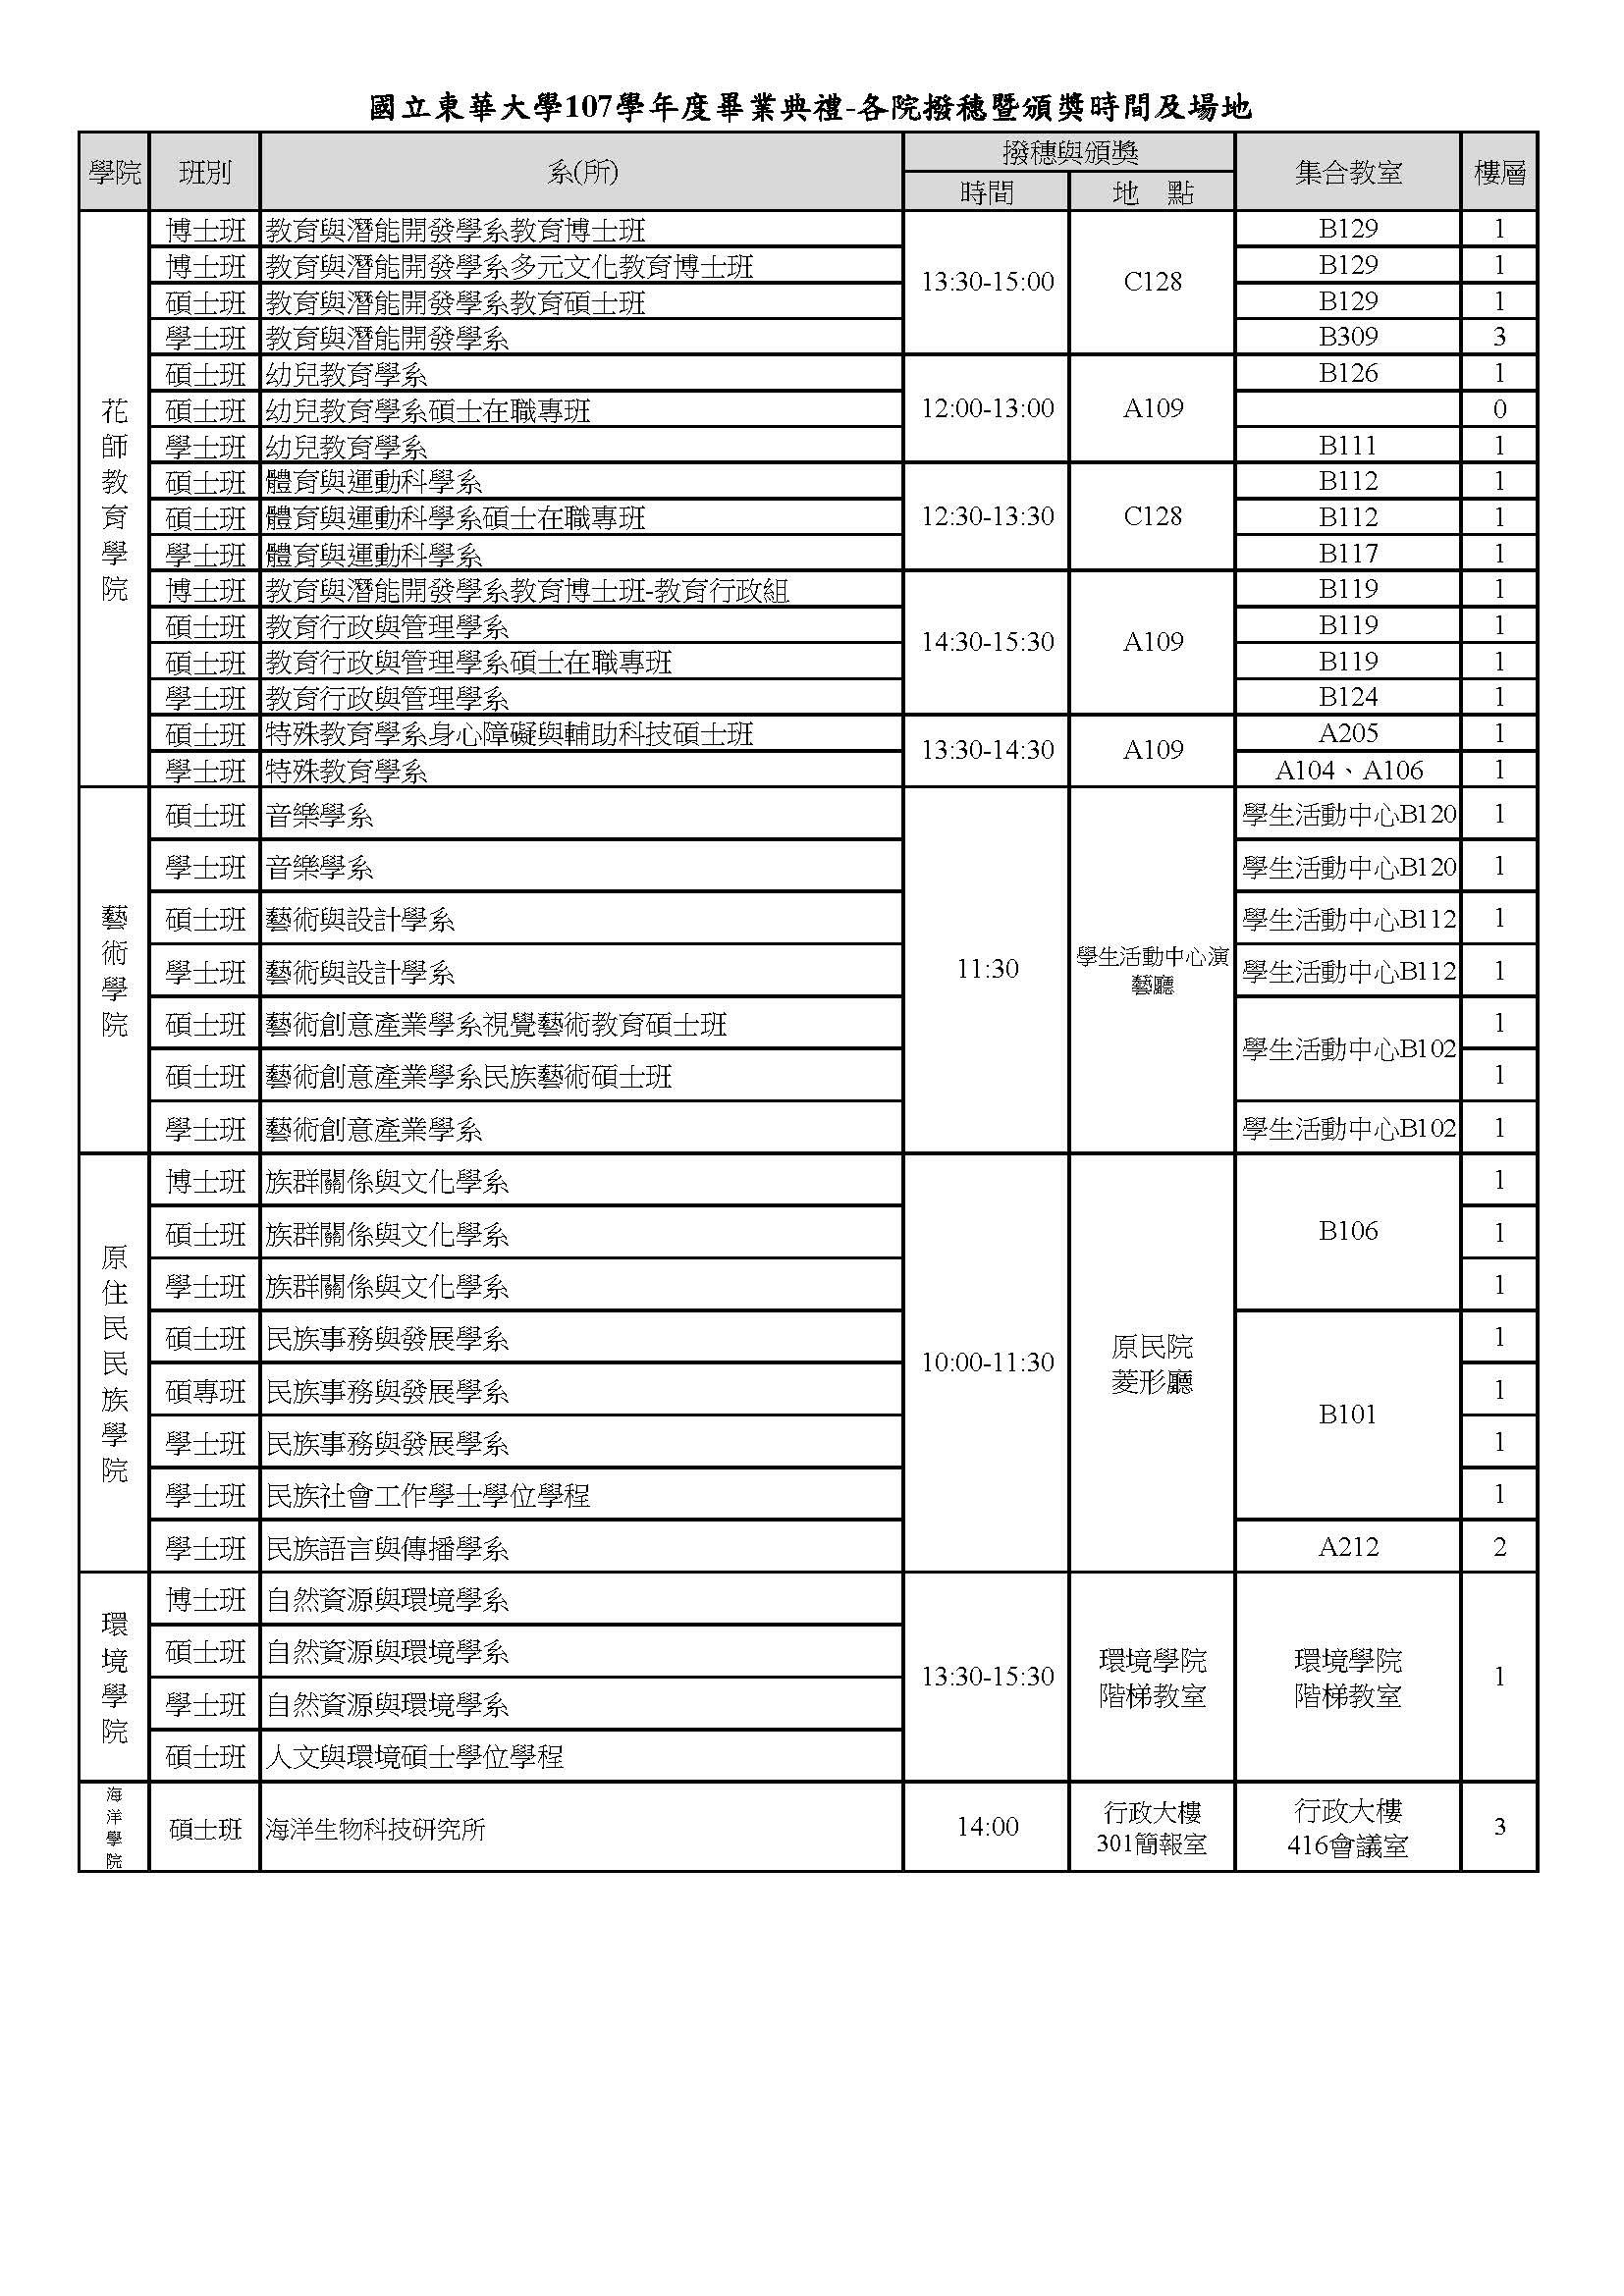 國立東華大學107學年度畢業典禮-各院撥穗暨頒獎時間及場地
學院 班別 系(所) 撥穗與頒獎 集合教室 樓層
時間 地 點
花師教育學院
博士班 教育與潛能開發學系教育博士班 13:30-15:00 C128 B129 1
博士班 教育與潛能開發學系多元文化教育博士班 B129 1
碩士班 教育與潛能開發學系教育碩士班 B129 1
學士班 教育與潛能開發學系 B309 3
碩士班 幼兒教育學系 12:00-13:00 A109 B126 1
碩士班 幼兒教育學系碩士在職專班 0
學士班 幼兒教育學系 B111 1
碩士班 體育與運動科學系 12:30-13:30 C128 B112 1
碩士班 體育與運動科學系碩士在職專班 B112 1
學士班 體育與運動科學系 B117 1
博士班 教育與潛能開發學系教育博士班-教育行政組 14:30-15:30 A109 B119 1
碩士班 教育行政與管理學系 B119 1
碩士班 教育行政與管理學系碩士在職專班 B119 1
學士班 教育行政與管理學系 B124 1
碩士班 特殊教育學系身心障礙與輔助科技碩士班 13:30-14:30 A109 A205 1
學士班 特殊教育學系 A104、A106 1
藝術學院
碩士班 音樂學系 11:30 學生活動中心演
藝廳
學生活動中心B120 1
學士班 音樂學系 學生活動中心B120 1
碩士班 藝術與設計學系 學生活動中心B112 1
學士班 藝術與設計學系 學生活動中心B112 1
碩士班 藝術創意產業學系視覺藝術教育碩士班 學生活動中心B102 1
碩士班 藝術創意產業學系民族藝術碩士班 1
學士班 藝術創意產業學系 學生活動中心B102 1
原住民民族學院
博士班 族群關係與文化學系 10:00-11:30 原民院
菱形廳
B106 1
碩士班 族群關係與文化學系 1
學士班 族群關係與文化學系 1
碩士班 民族事務與發展學系 B101 1
碩專班 民族事務與發展學系 1
學士班 民族事務與發展學系 1
學士班 民族社會工作學士學位學程 1
學士班 民族語言與傳播學系 A212 2
環境學院
博士班 自然資源與環境學系 13:30-15:30 環境學院
階梯教室
環境學院
階梯教室
1
碩士班 自然資源與環境學系
學士班 自然資源與環境學系
碩士班 人文與環境碩士學位學程
海洋學院
碩士班 海洋生物科技研究所 14:00 行政大樓
301簡報室
行政大樓
416會議室
3